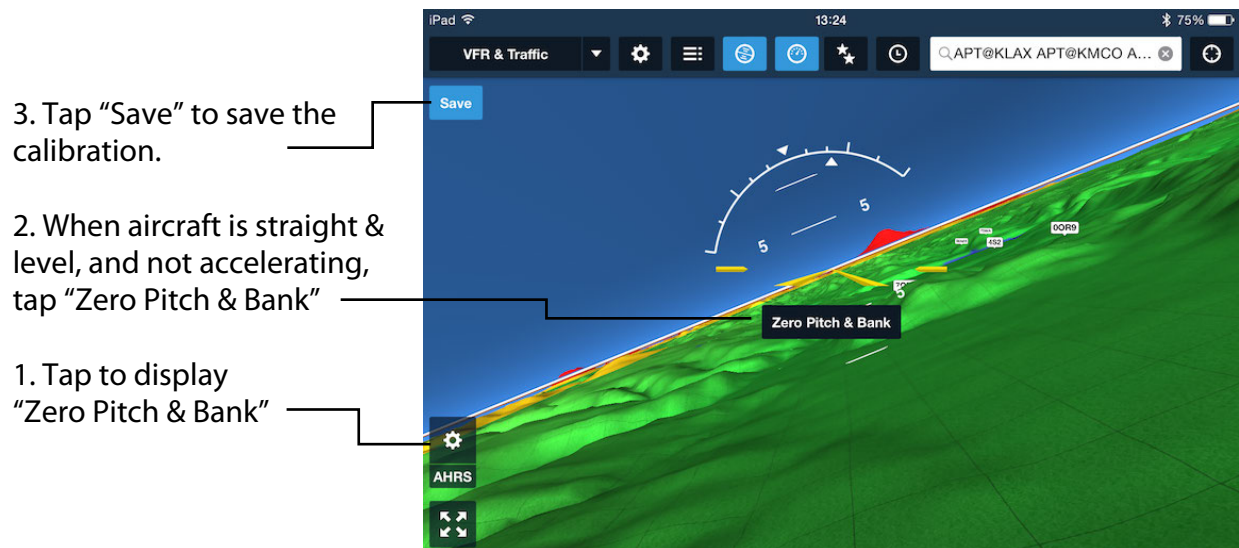 iPad 13:24 75%
VFR & Traffic APT@KLAX APT@KMCO A...
3. Tap “Save” to save the
calibration.
Save
2. When aircraft is straight &
level, and not accelerating,
tap “Zero Pitch & Bank”
5
5
0OR9
4S2
5
Zero Pitch & Bank
1. Tap to display
“Zero Pitch & Bank”
AHRS